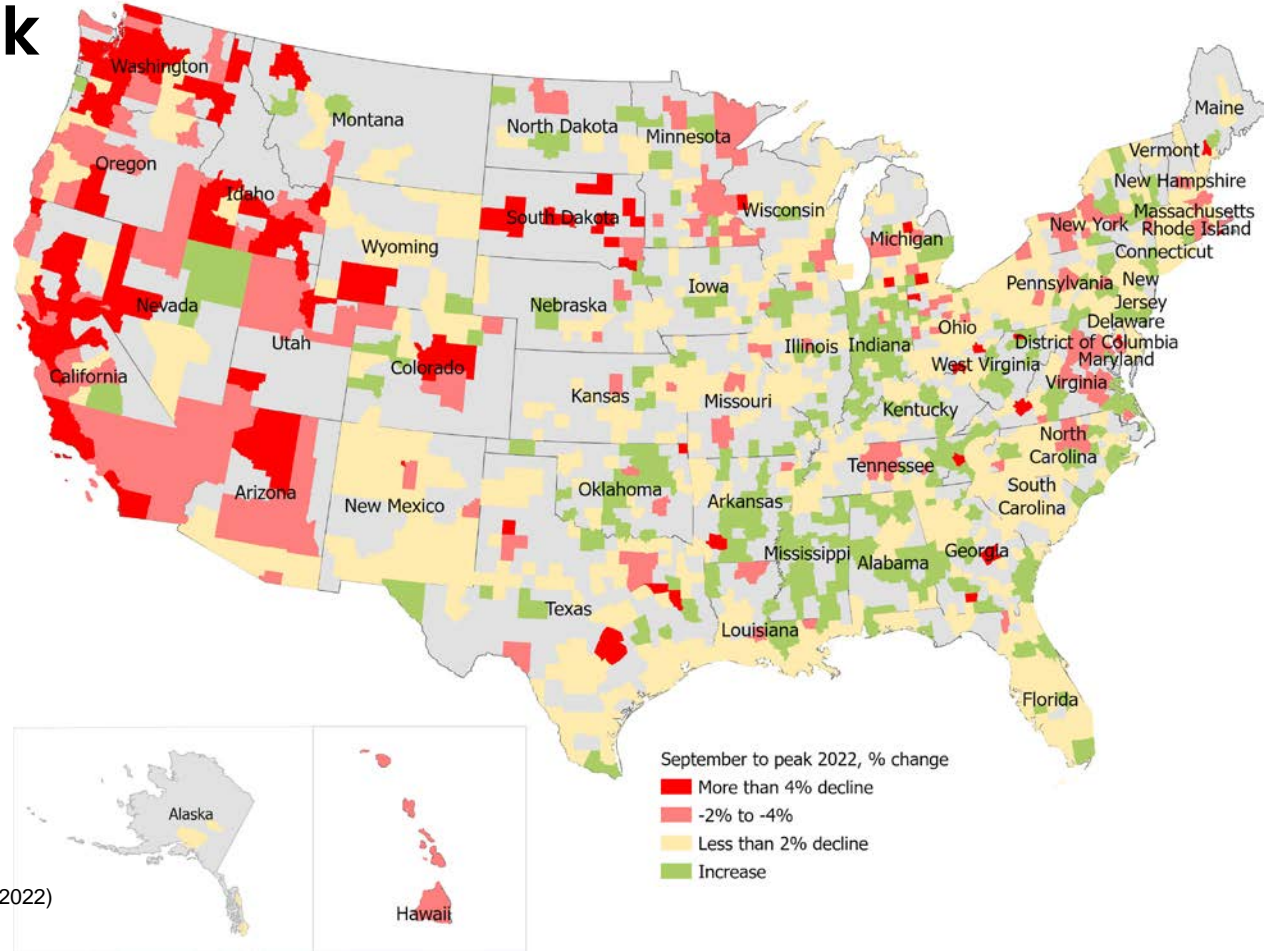 k
Washington
Montana
North Dakota
Minnesota
Maine
Vermont
New Hampshire
Oregon
Idaho
South Dakota
Wisconsin
Michigan
New York
Massachusetts
Rhode Island
Connecticut
Wyoming
Nevada
Utah
Nebraska
Iowa
Illinois
Indiana
Ohio
Pennsylvania
New
Jersey
Delaware
District of Columbia
Maryland
West Virginia
Virginia
California
Colorado
Kansas
Missouri
Kentucky
North
Carolina
Tennessee
South
Carolina
Arizona
New Mexico
Oklahoma
Arkansas
Mississippi
Alabama
Georgia
Texas
Louisiana
Florida
Alaska
Hawaii
September to peak 2022, % change
More than 4% decline
-2% to -4%
Less than 2% decline
Increase
2022)